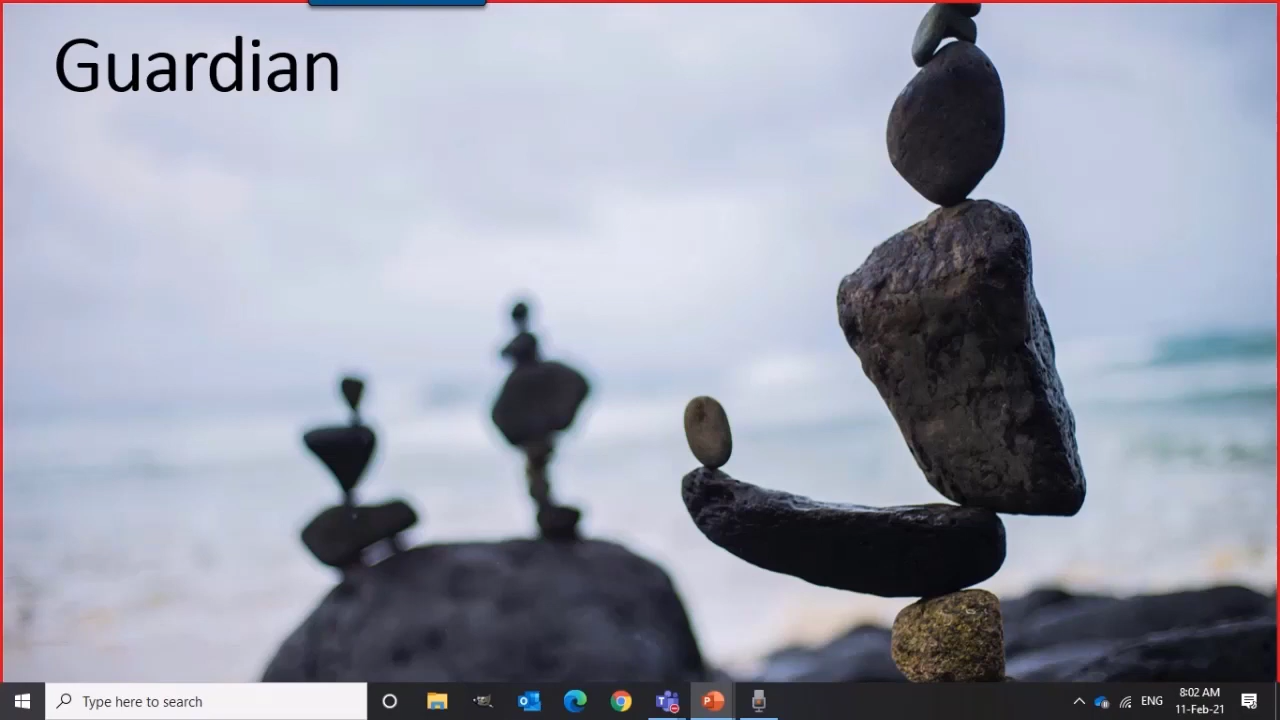 Guardian
Type here to search
ENG
8:02 AM
11-Feb-21